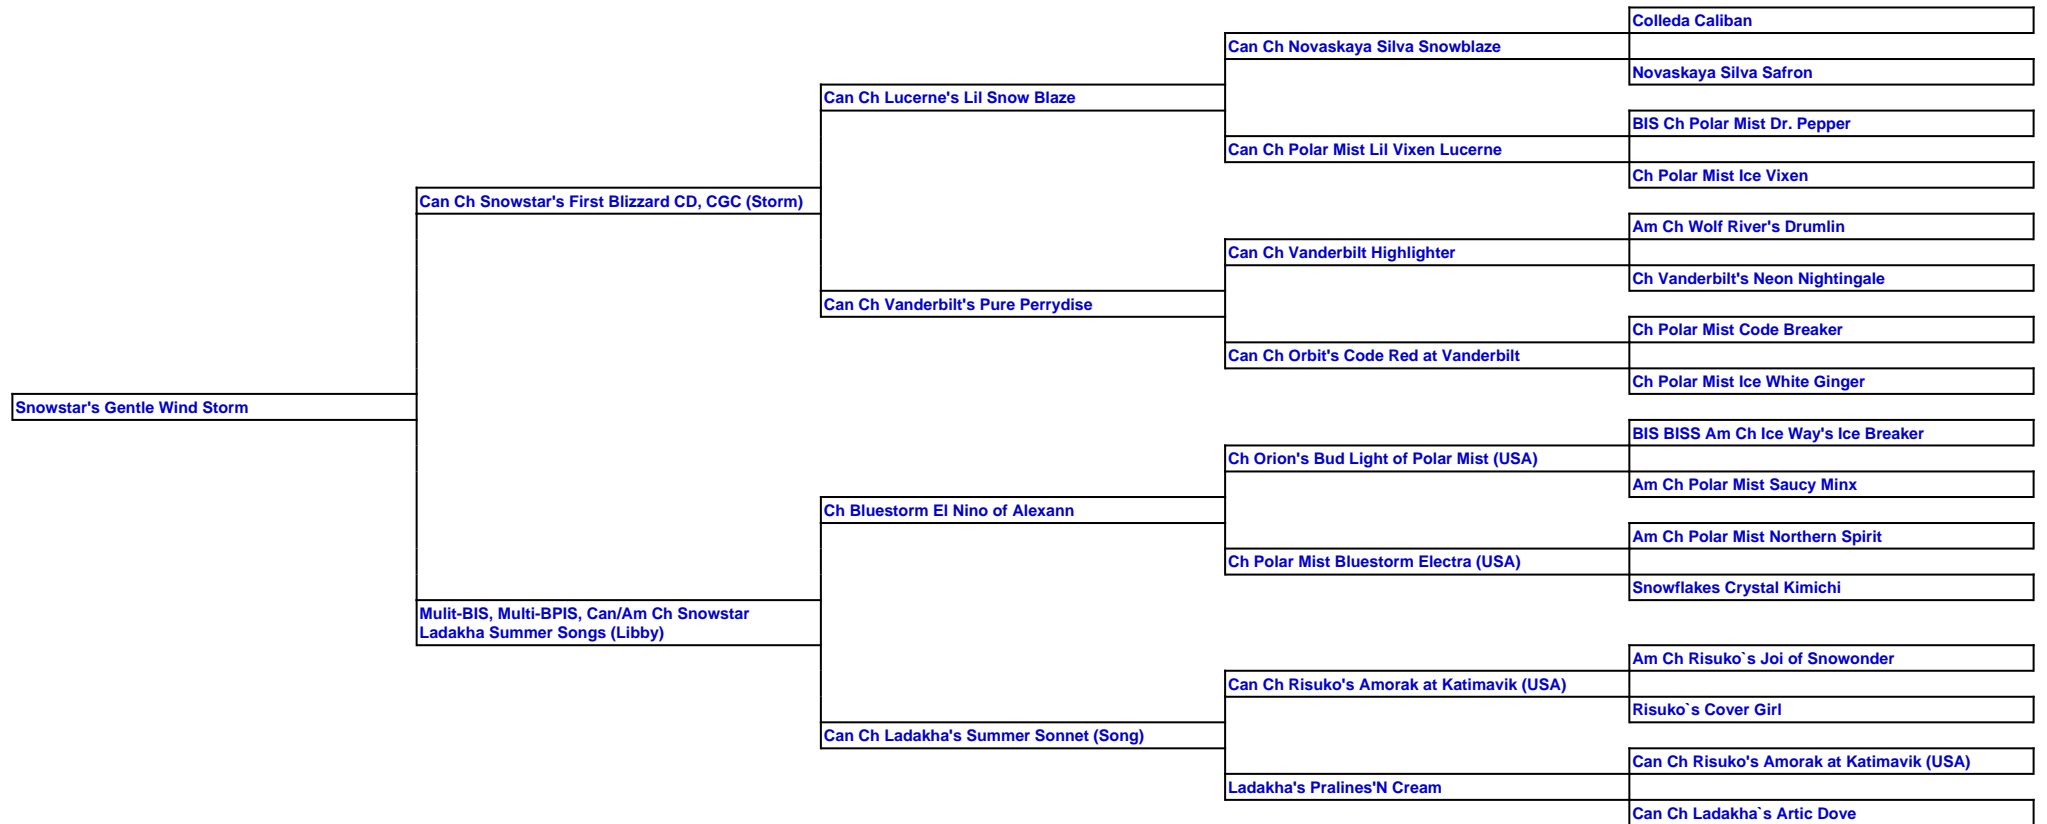 Colleda Caliban
Can Ch Novaskaya Silva Snowblaze
Novaskaya Silva Safron
Can Ch Lucerne's Lil Snow Blaze
BIS Ch Polar Mist Dr. Pepper
Can Ch Polar Mist Lil Vixen Lucerne
Ch Polar Mist Ice Vixen
Can Ch Snowstar's First Blizzard CD, CGC (Storm)
Am Ch Wolf River's Drumlin
Can Ch Vanderbilt Highlighter
Ch Vanderbilt's Neon Nightingale
Can Ch Vanderbilt's Pure Perrydise
Ch Polar Mist Code Breaker
Can Ch Orbit's Code Red at Vanderbilt
Ch Polar Mist Ice White Ginger
Snowstar's Gentle Wind Storm
BIS BISS Am Ch Ice Way's Ice Breaker
Ch Orion's Bud Light of Polar Mist (USA)
Am Ch Polar Mist Saucy Minx
Ch Bluestorm El Nino of Alexann
Am Ch Polar Mist Northern Spirit
Ch Polar Mist Bluestorm Electra (USA)
Snowflakes Crystal Kimichi
Mulit-BIS, Multi-BPIS, Can/Am Ch Snowstar
Ladakha Summer Songs (Libby)
Am Ch Risuko`s Joi of Snowonder
Can Ch Risuko's Amorak at Katimavik (USA)
Risuko`s Cover Girl
Can Ch Ladakha's Summer Sonnet (Song)
Can Ch Risuko's Amorak at Katimavik (USA)
Ladakha's Pralines'N Cream
Can Ch Ladakha`s Artic Dove